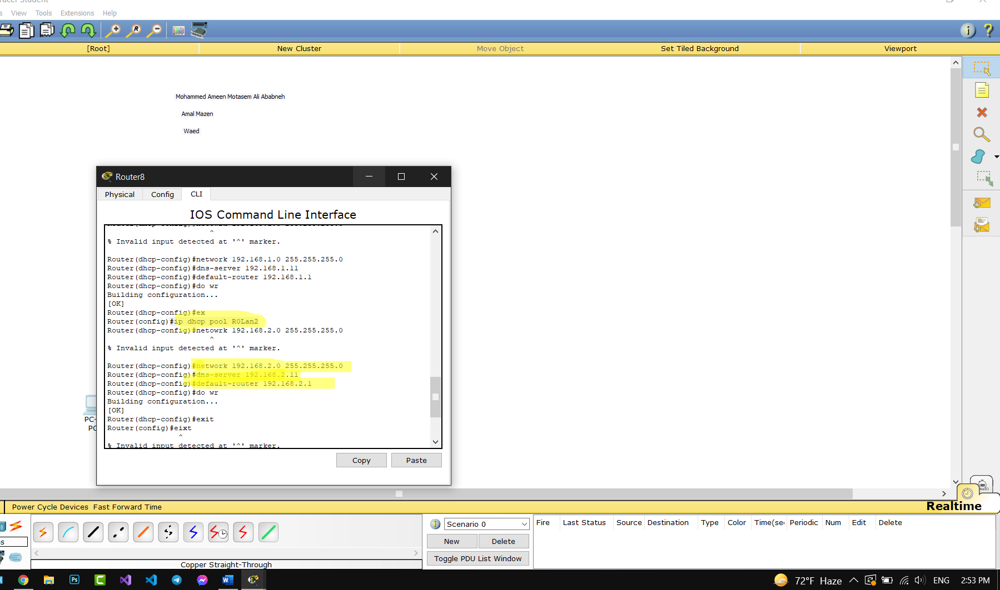 View Tools Extensions Help
[Root] New Cluster Move Object Set Tiled Background Viewport
Mohammed Ameen Motasem Ali Ababneh
Amal Mazen
Waed
Router8
Physical Config CLI
IOS Command Line Interface
^
% Invalid input detected at '^' marker.
Router(dhcp-config)#network 192.168.1.0 255.255.255.0
Router(dhcp-config)#dns-server 192.168.1.11
Router(dhcp-config)#default-router 192.168.1.1
Router(dhcp-config)#do wr
Building configuration...
[OK]
Router(dhcp-config)#ex
Router(config)#ip dhcp pool R0Lan2
Router(dhcp-config)#netowrk 192.168.2.0 255.255.255.0
^
% Invalid input detected at '^' marker.
Router(dhcp-config)#network 192.168.2.0 255.255.255.0
Router(dhcp-config)#dns-server 192.168.2.11
Router(dhcp-config)#default-router 192.168.2.1
Router(dhcp-config)#do wr
Building configuration...
[OK]
Router(dhcp-config)#exit
Router(config)#eixt
^
% Invalid input detected at '^' marker.
Copy Paste
PC-
PC
Power Cycle Devices Fast Forward Time
Realtime
Scenario 0
New Delete
Toggle PDU List Window
Fire Last Status Source Destination Type Color Time(sec Periodic Num Edit Delete
Copper Straight-Through
72°F Haze ENG 2:53 PM